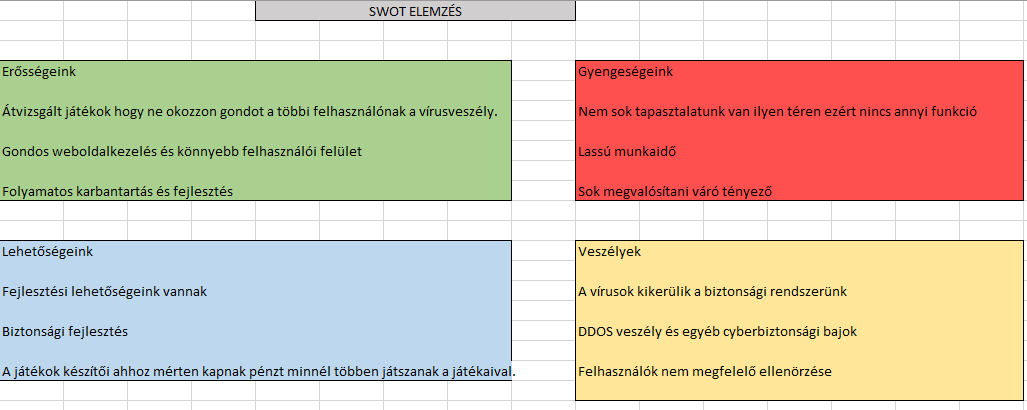 SWOT ELEMZÉS
Erősségeink
Átvizsgált játékok hogy ne okozzon gondot a többi felhasználónak a vírusveszély.
Gondos weboldalkezelés és könnyebb felhasználói felület
Folyamatos karbantartás és fejlesztés
Gyengeségeink
Nem sok tapasztalatunk van ilyen téren ezért nincs annyi funkció
Lassú munkaidő
Sok megvalósítani váró tényező
Lehetőségeink
Fejlesztési lehetőségeink vannak
Biztonsági fejlesztés
A játékok készítői ahhoz mérten kapnak pénzt minnél többen játszanak a játékaival.
Veszélyek
A vírusok kikerülik a biztonsági rendszerünk
DDOS veszély és egyéb cyberbiztonsági bajok
Felhasználók nem megfelelő ellenörzése